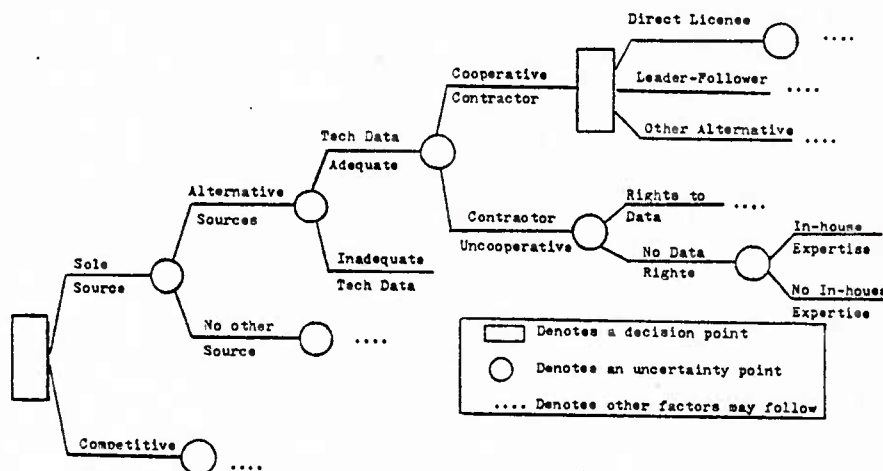 Direct License
....
Cooperative
Contractor
Leader-Follower
....
Other Alternative
....
Tech Data
Adequate
Alternative
Sources
Contractor
Uncooperative
Rights to
Data
....
In-house
Expertise
No Data
Rights
No In-house
Expertise
Inadequate
Tech Data
Sole
Source
No other
Source
....
Denotes a decision point
Denotes an uncertainty point
.... Denotes other factors may follow
Competitive
....